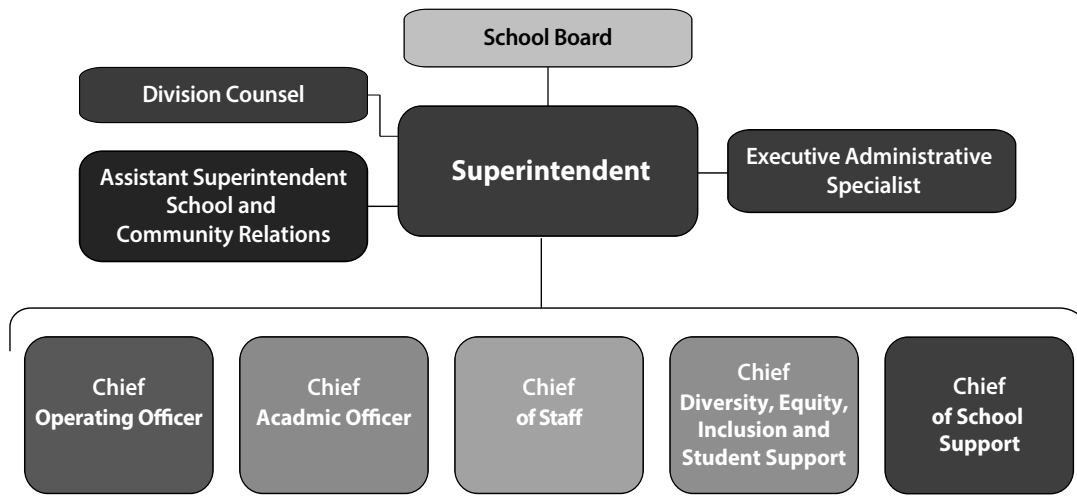 School Board
Division Counsel
Superintendent
Executive Administrative
Specialist
Assistant Superintendent
School and
Community Relations
Chief
Operating Officer
Chief
Acadmic Officer
Chief
of Staff
Chief
Diversity, Equity,
Inclusion and
Student Support
Chief
of School
Support